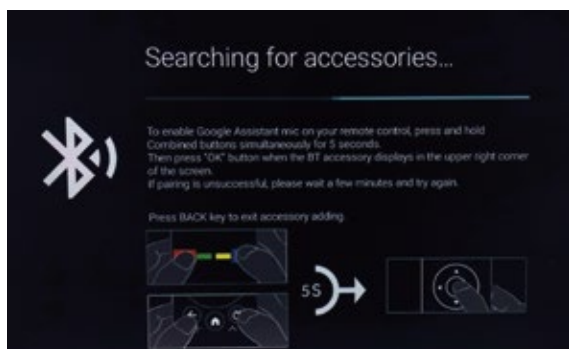 Searching for accessories...
To enable Google Assistant mic on your remote control, press and hold
Combined buttons simultaneously for 5 seconds.
Then press "OK" button when the BT accessory displays in the upper right corner
of the screen.
If pairing is unsuccessful, please wait a few minutes and try again.
Press BACK key to exit accessory adding.
5S